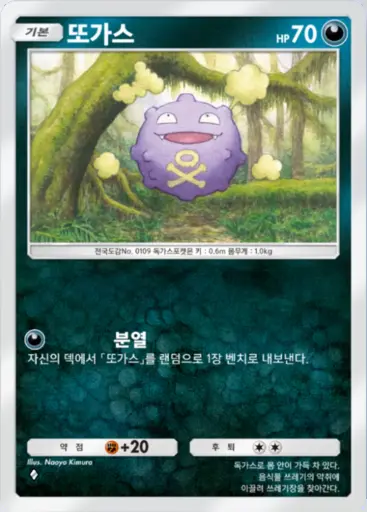 기본 또가스 HP 70
전국도감No. 0109 독가스포켓몬 키 : 0.6m 몸무게 : 1.0kg
분열
자신의 덱에서 「또가스」를 랜덤으로 1장 벤치로 내보낸다.
약 점 +20 후 퇴
Illus. Naoyo Kimura
독가스로 몸 안이 가득 차 있다.
음식물 쓰레기의 악취에
이끌려 쓰레기장을 찾아간다.